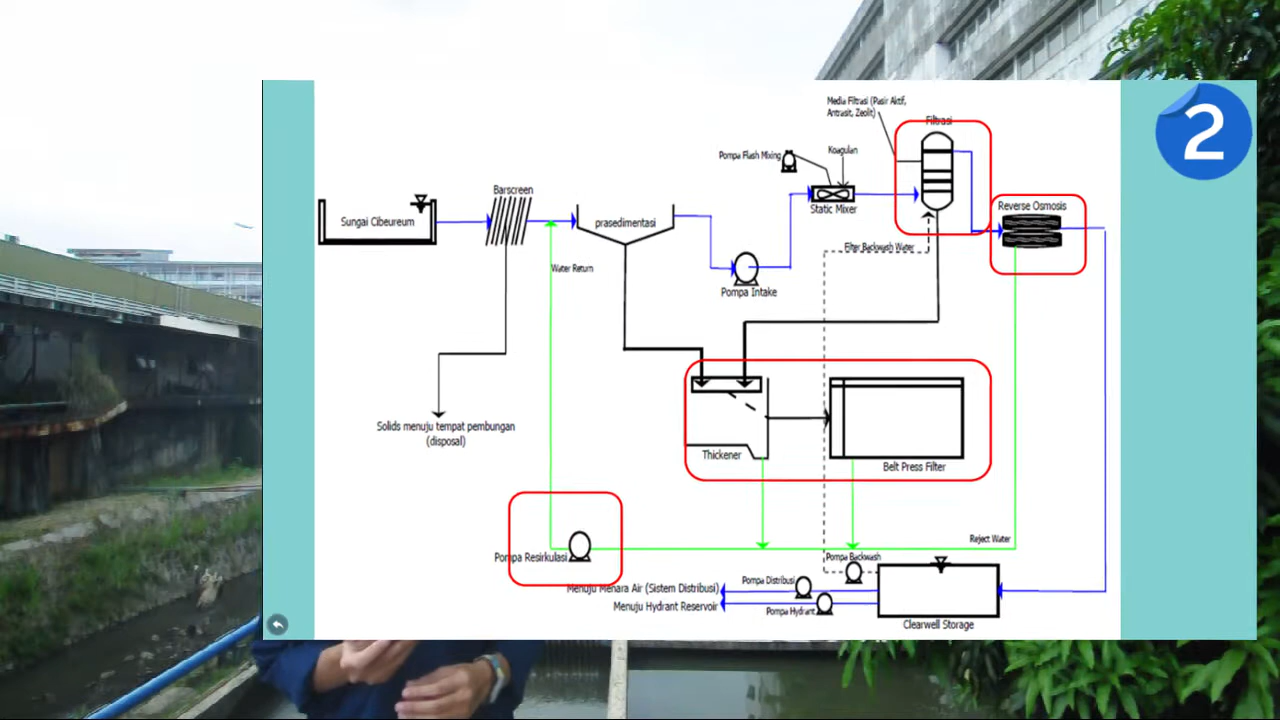 2
Media Filtrasi (Pasir Aktif,
Antrasit, Zeolit)
Filtrasi
Pompa Flash Mixing
Koagulan
Static Mixer
Barscreen
Sungai Cibeureum
prasedimentasi
Reverse Osmosis
Filter Backwash Water
Water Return
Pompa Intake
Solids menuju tempat pembungan
(disposal)
Thickener
Belt Press Filter
Pompa Resirkulasi
Reject Water
Pompa Backwash
Pompa Distribusi
Menuju Menara Air (Sistem Distribusi)
Menuju Hydrant Reservoir
Pompa Hydrant
Clearwell Storage